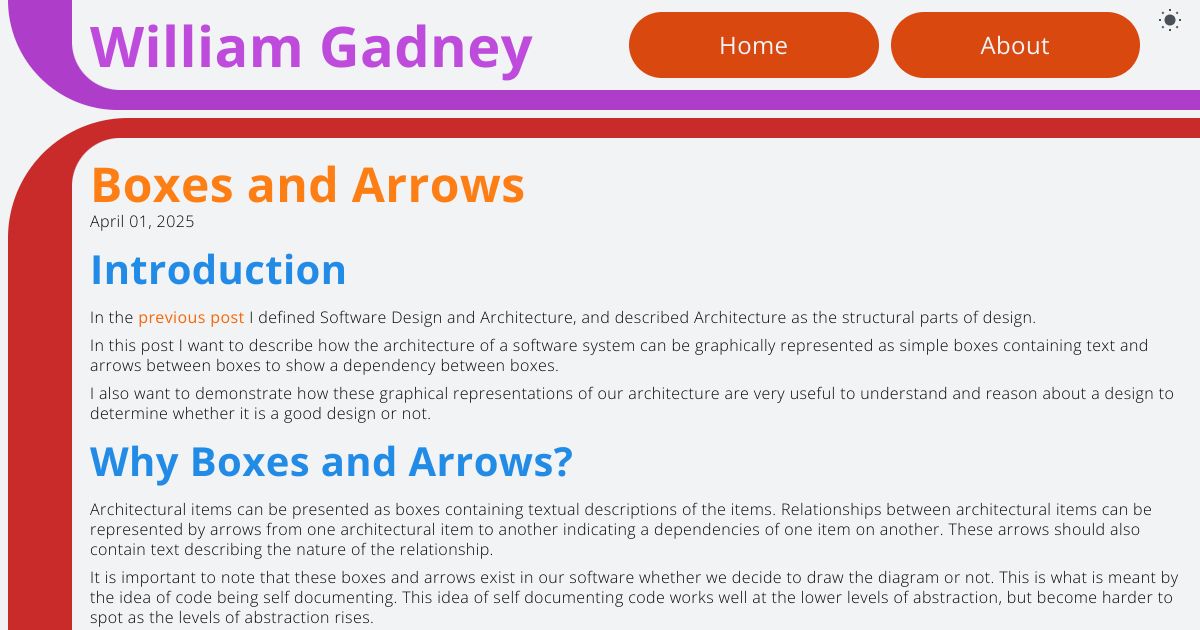 William Gadney
Home
About
Boxes and Arrows
April 01, 2025
Introduction
In the previous post I defined Software Design and Architecture, and described Architecture as the structural parts of design.
In this post I want to describe how the architecture of a software system can be graphically represented as simple boxes containing text and
arrows between boxes to show a dependency between boxes.
I also want to demonstrate how these graphical representations of our architecture are very useful to understand and reason about a design to
determine whether it is a good design or not.
Why Boxes and Arrows?
Architectural items can be presented as boxes containing textual descriptions of the items. Relationships between architectural items can be
represented by arrows from one architectural item to another indicating a dependencies of one item on another. These arrows should also
contain text describing the nature of the relationship.
It is important to note that these boxes and arrows exist in our software whether we decide to draw the diagram or not. This is what is meant by
the idea of code being self documenting. This idea of self documenting code works well at the lower levels of abstraction, but become harder to
spot as the levels of abstraction rises.